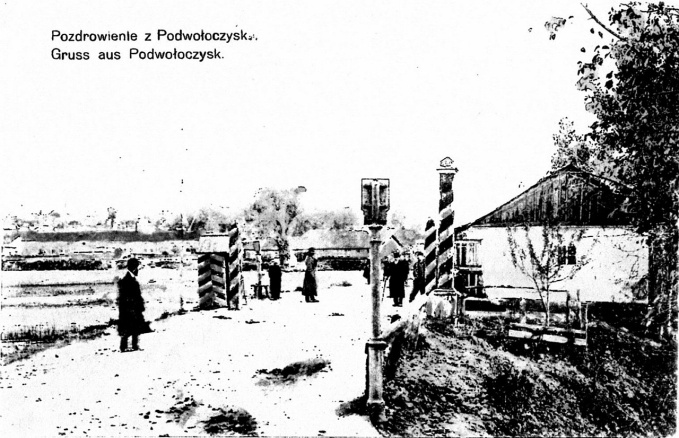 Pozdrowienie z Podwołoczysk.
Gruss aus Podwołoczysk.